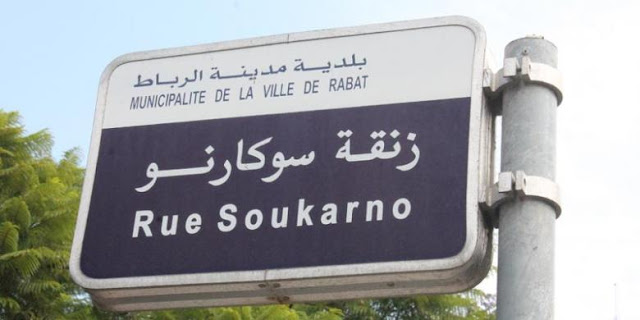 بلدية مدينة الرباط
MUNICIPALITE DE LA VILLE DE RABAT
زنقة سوكارنو
Rue Soukarno